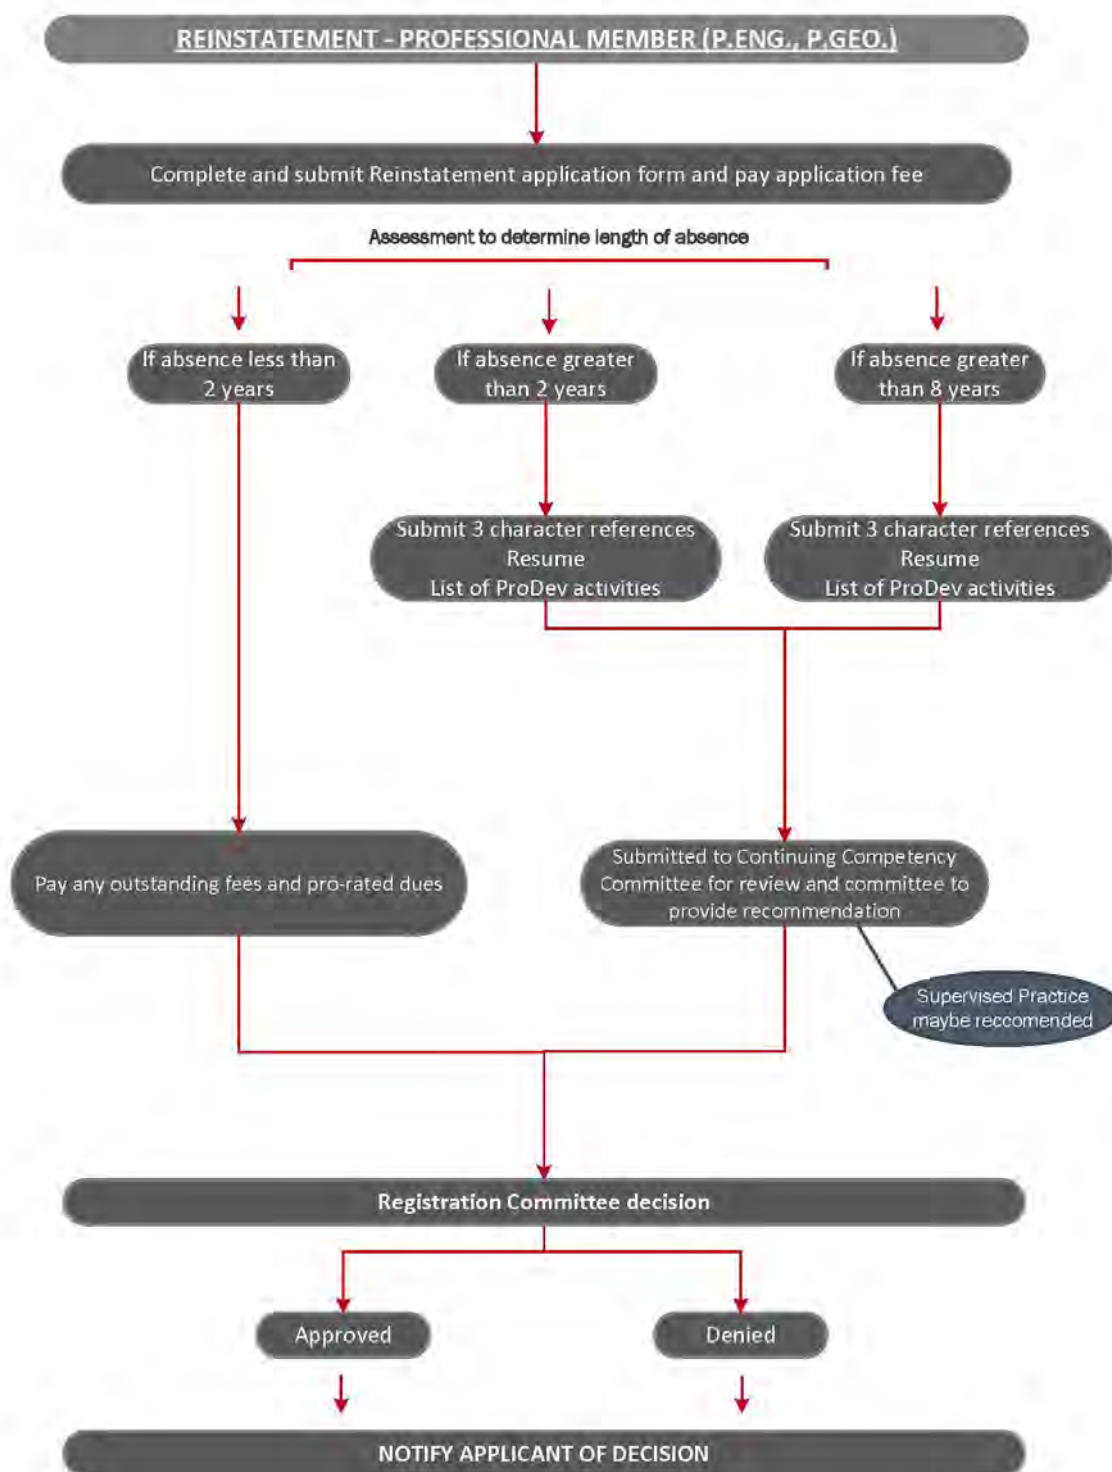 REINSTATEMENT - PROFESSIONAL MEMBER (P.ENG., P.GEO.)
Complete and submit Reinstatement application form and pay application fee
Assessment to determine length of absence
If absence less than
2 years
If absence greater
than 2 years
If absence greater
than 8 years
Submit 3 character references
Resume
List of ProDev activities
Submit 3 character references
Resume
List of ProDev activities
Pay any outstanding fees and pro-rated dues
Submitted to Continuing Competency
Committee for review and committee to
provide recommendation
Supervised Practice
maybe reccomended
Registration Committee decision
Approved
Denied
NOTIFY APPLICANT OF DECISION